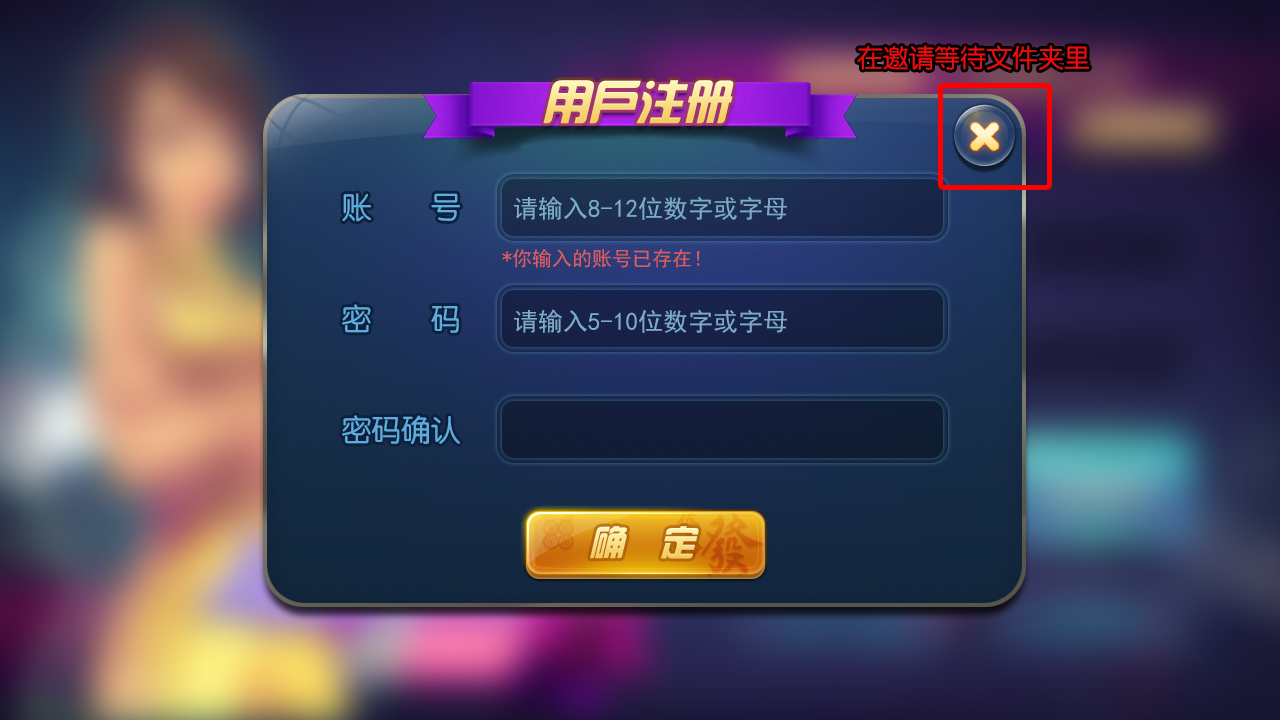 在邀请等待文件夹里
用戶注册
账 号
请输入8-12位数字或字母
*你输入的账号已存在!
密 码
请输入5-10位数字或字母
密码确认
确 定
發